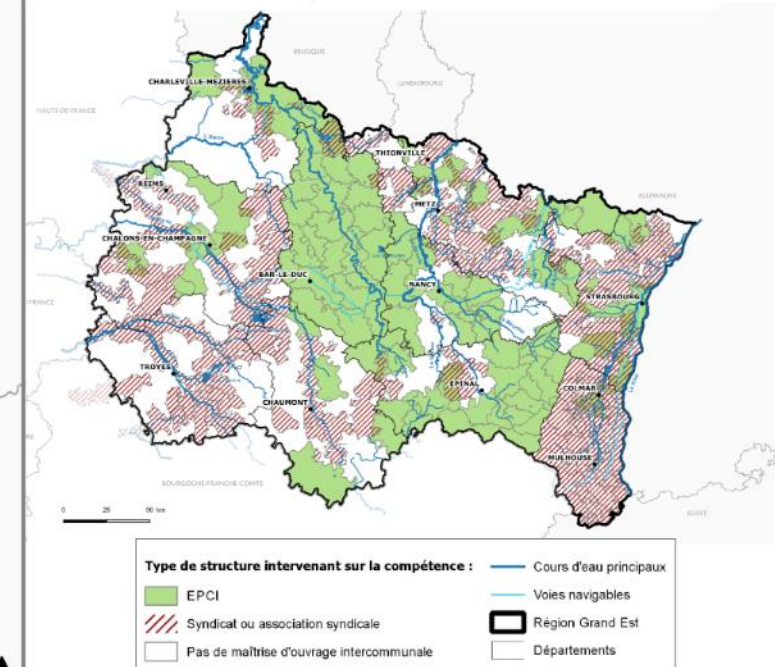 BELGIQUE
LUXEMBOURG
CHARLEVILLE-MEZIERES
HAUTS-DE-FRANCE
THIONVILLE
REIMS
METZ
ALLEMAGNE
CHALONS-EN-CHAMPAGNE
BAR-LE-DUC
NANCY
STRASBOURG
FRANCE
TROYES
EPINAL
COLMAR
CHAUMONT
MULHOUSE
BOURGOGNE-FRANCHE-COMTE
SUISSE
0 25 50 km
Type de structure intervenant sur la compétence :
EPCI
Syndicat ou association syndicale
Pas de maîtrise d'ouvrage intercommunale
Cours d'eau principaux
Voies navigables
Région Grand Est
Départements